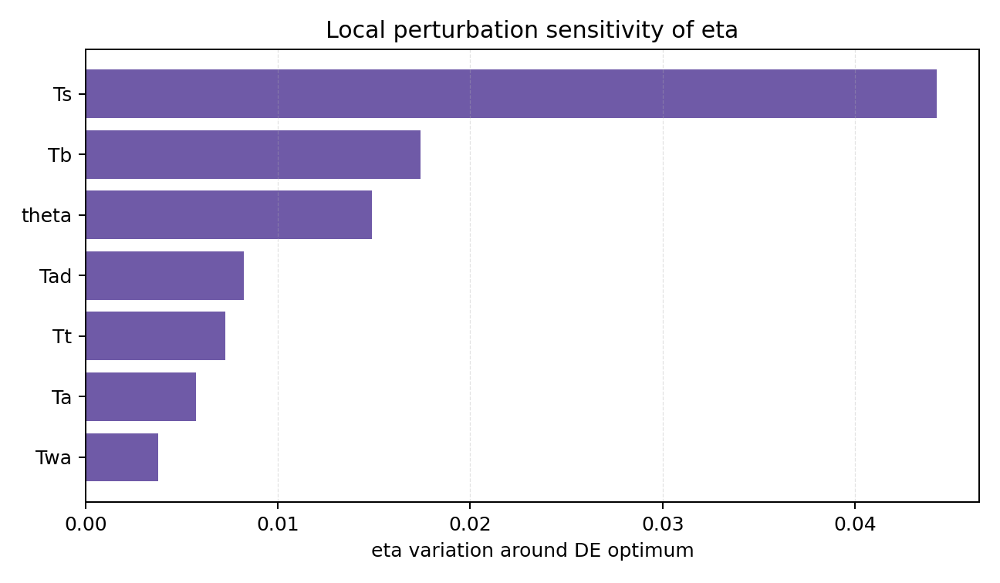 Local perturbation sensitivity of eta
Ts
Tb
theta
Tad
Tt
Ta
Twa
0.00 0.01 0.02 0.03 0.04
eta variation around DE optimum